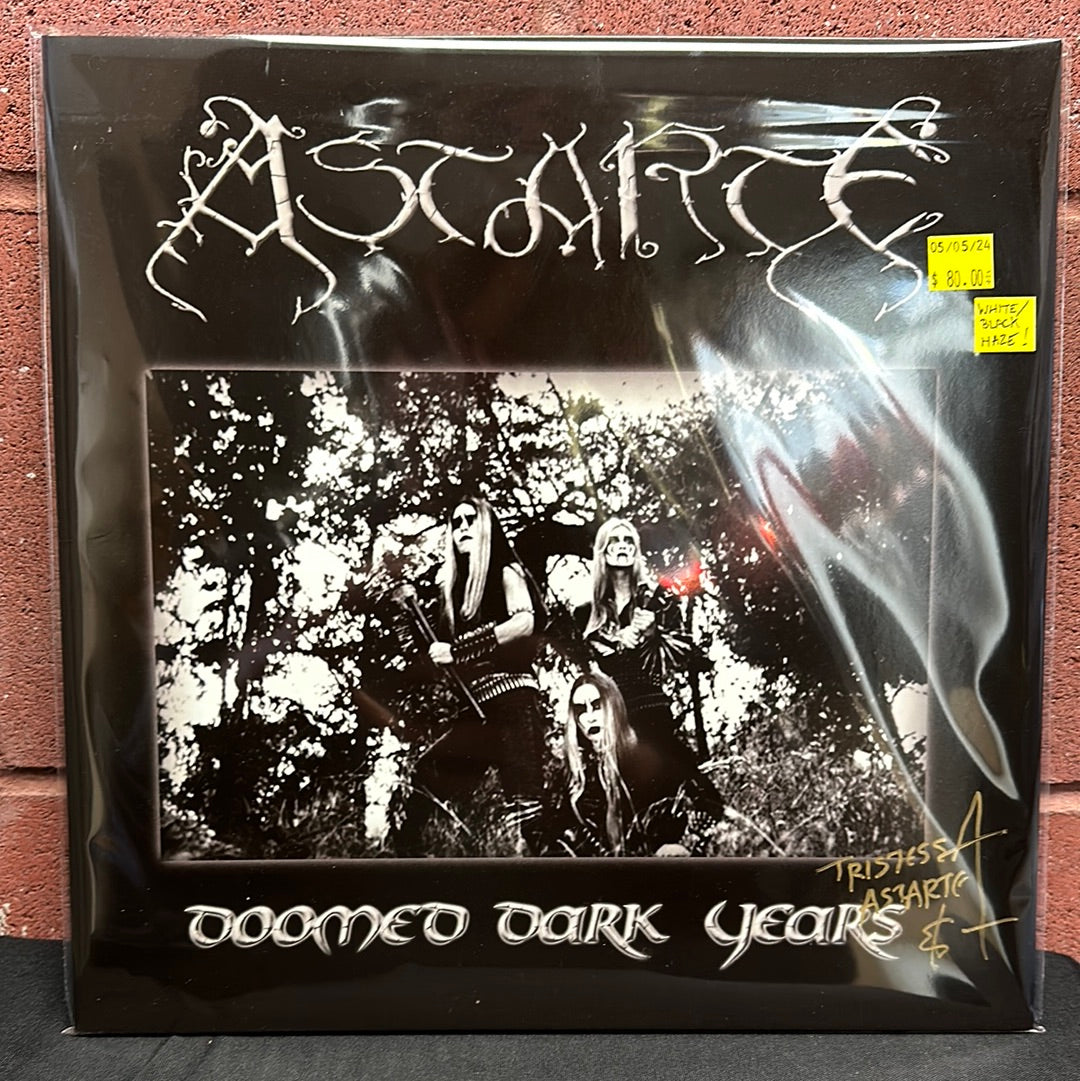 ASTARTE
05/05/24
$ 80.00
WHITE/
BLACK
HAZE!
TRISTESSA
ASTARTE
DOOMED DARK YEARS